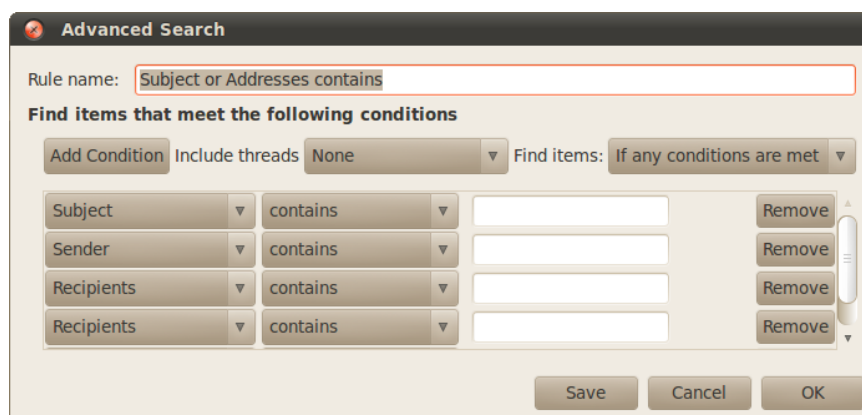 Advanced Search
Rule name: Subject or Addresses contains
Find items that meet the following conditions
Add Condition Include threads None Find items: If any conditions are met
Subject contains Remove
Sender contains Remove
Recipients contains Remove
Recipients contains Remove
Save Cancel OK